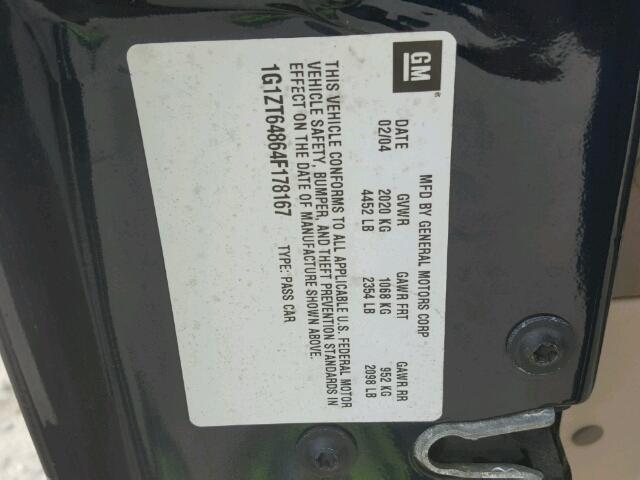 GM
MFD BY GENERAL MOTORS CORP
DATE GVWR GAWR FRT GAWR RR
02/04 2020 KG 1068 KG 952 KG
4452 LB 2354 LB 2098 LB
THIS VEHICLE CONFORMS TO ALL APPLICABLE U.S. FEDERAL MOTOR
VEHICLE SAFETY, BUMPER, AND THEFT PREVENTION STANDARDS IN
EFFECT ON THE DATE OF MANUFACTURE SHOWN ABOVE.
1G1ZT64864F178167 TYPE: PASS CAR